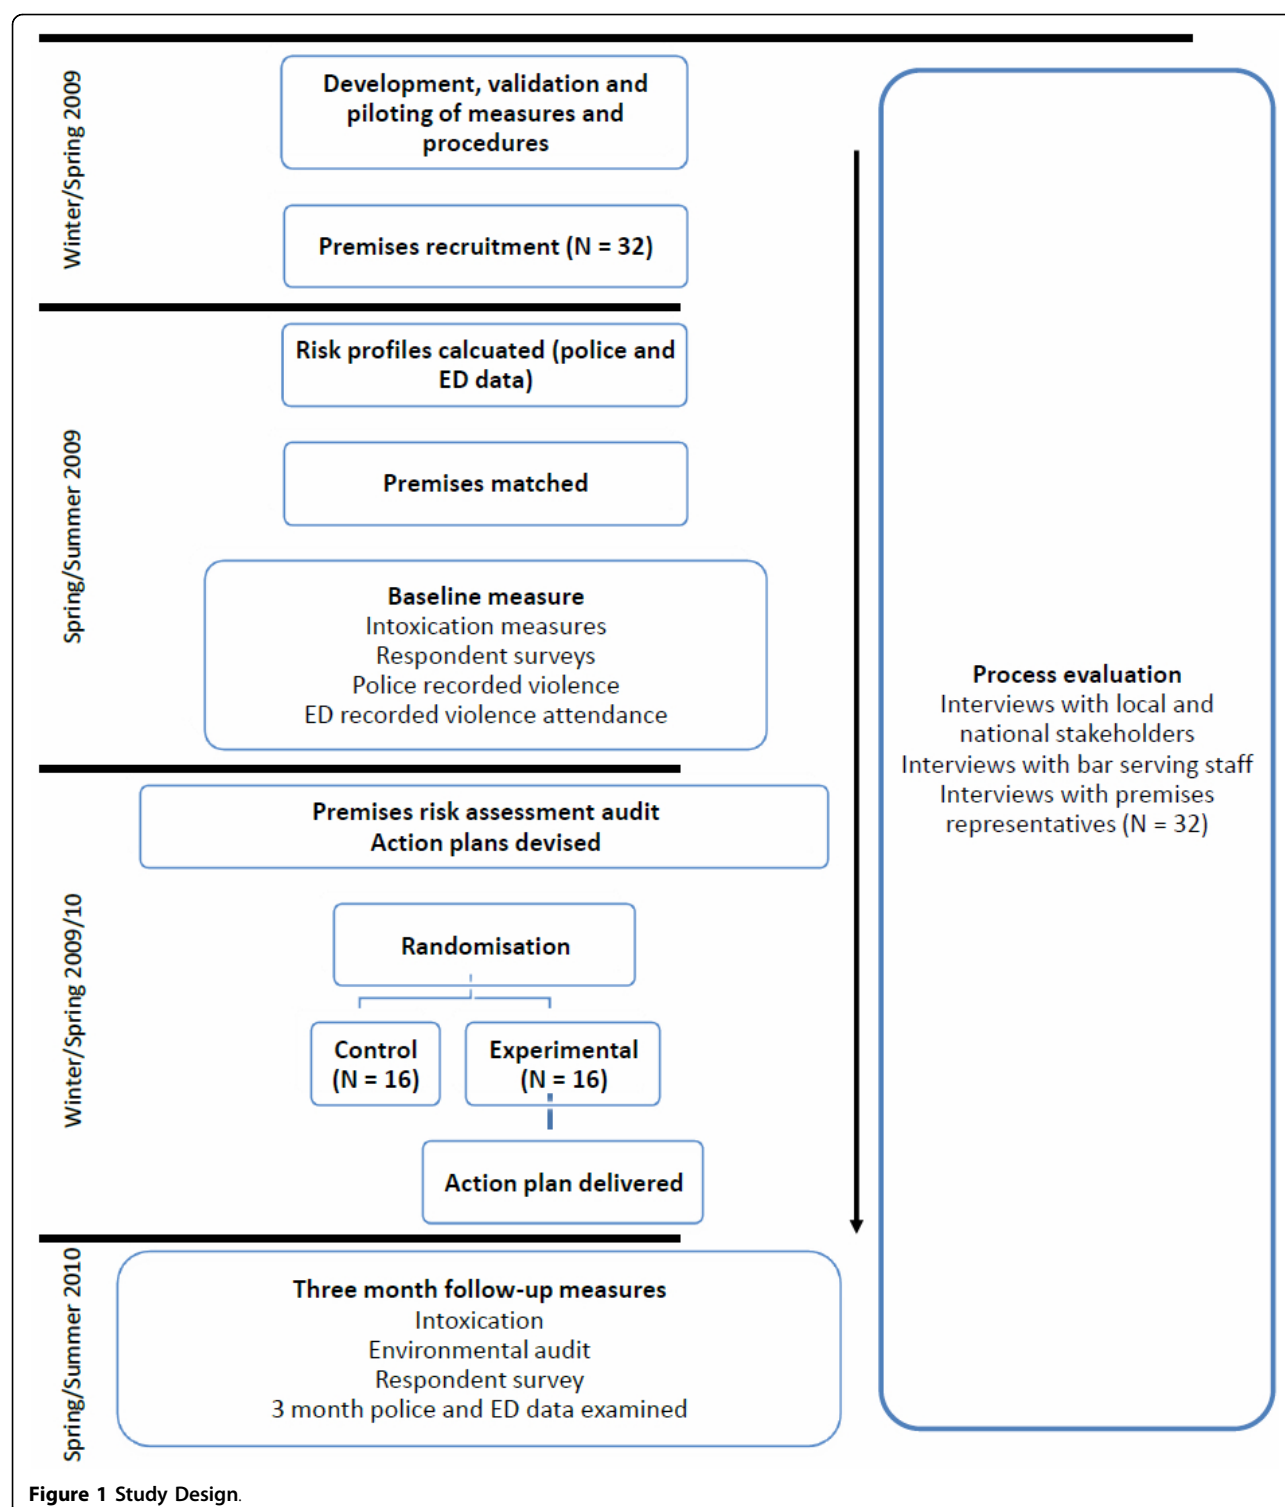 Winter/Spring 2009
Development, validation and
piloting of measures and
procedures
Premises recruitment (N = 32)
Spring/Summer 2009
Risk profiles calcuated (police and
ED data)
Premises matched
Baseline measure
Intoxication measures
Respondent surveys
Police recorded violence
ED recorded violence attendance
Winter/Spring 2009/10
Premises risk assessment audit
Action plans devised
Randomisation
Control
(N = 16)
Experimental
(N = 16)
Action plan delivered
Spring/Summer 2010
Three month follow-up measures
Intoxication
Environmental audit
Respondent survey
3 month police and ED data examined
Process evaluation
Interviews with local and
national stakeholders
Interviews with bar serving staff
Interviews with premises
representatives (N = 32)
Figure 1 Study Design.